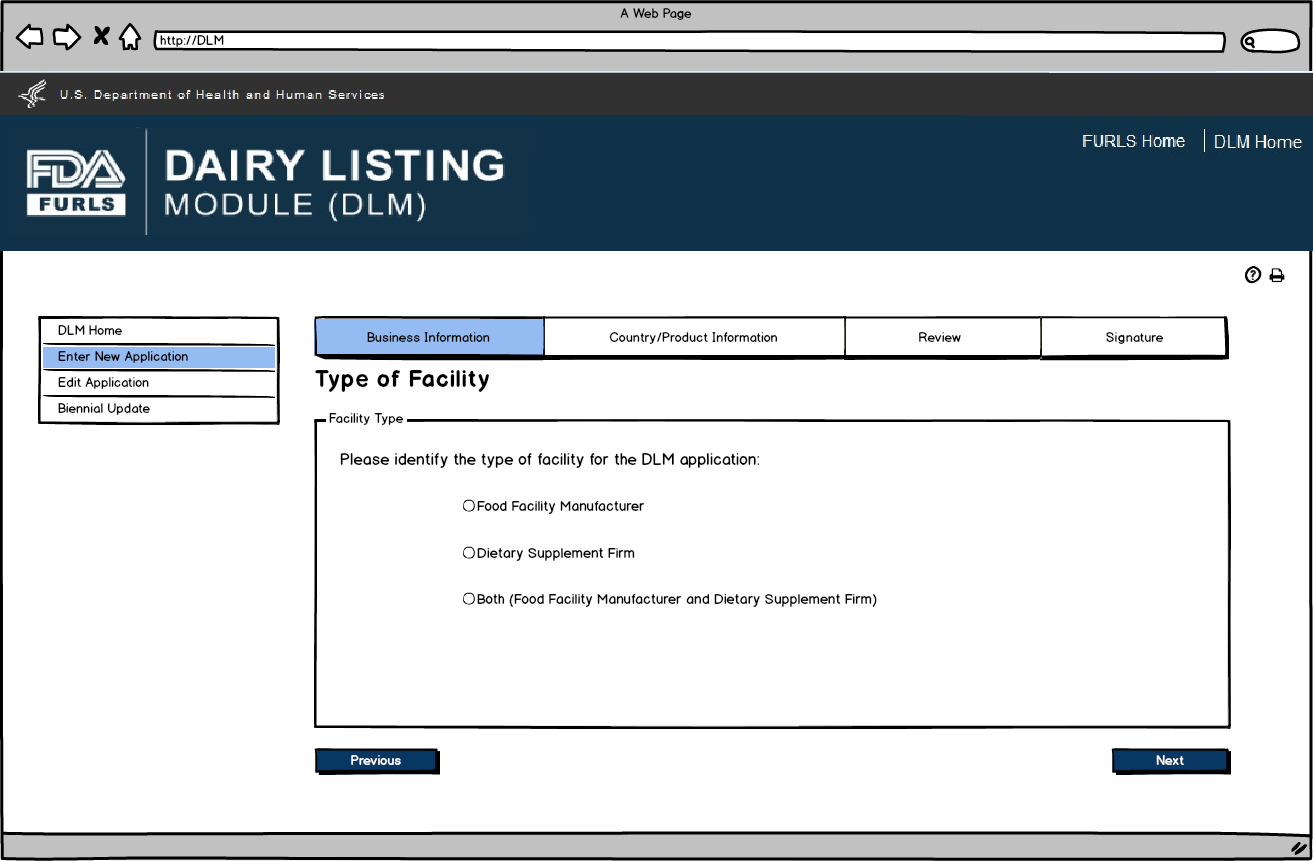 A Web Page
http://DLM
U.S. Department of Health and Human Services
FURLS Home
DLM Home
FDA
FURLS
DAIRY LISTING
MODULE (DLM)
DLM Home
Enter New Application
Edit Application
Biennial Update
Business Information
Country/Product Information
Review
Signature
Type of Facility
Facility Type
Please identify the type of facility for the DLM application:
Food Facility Manufacturer
Dietary Supplement Firm
Both (Food Facility Manufacturer and Dietary Supplement Firm)
Previous
Next